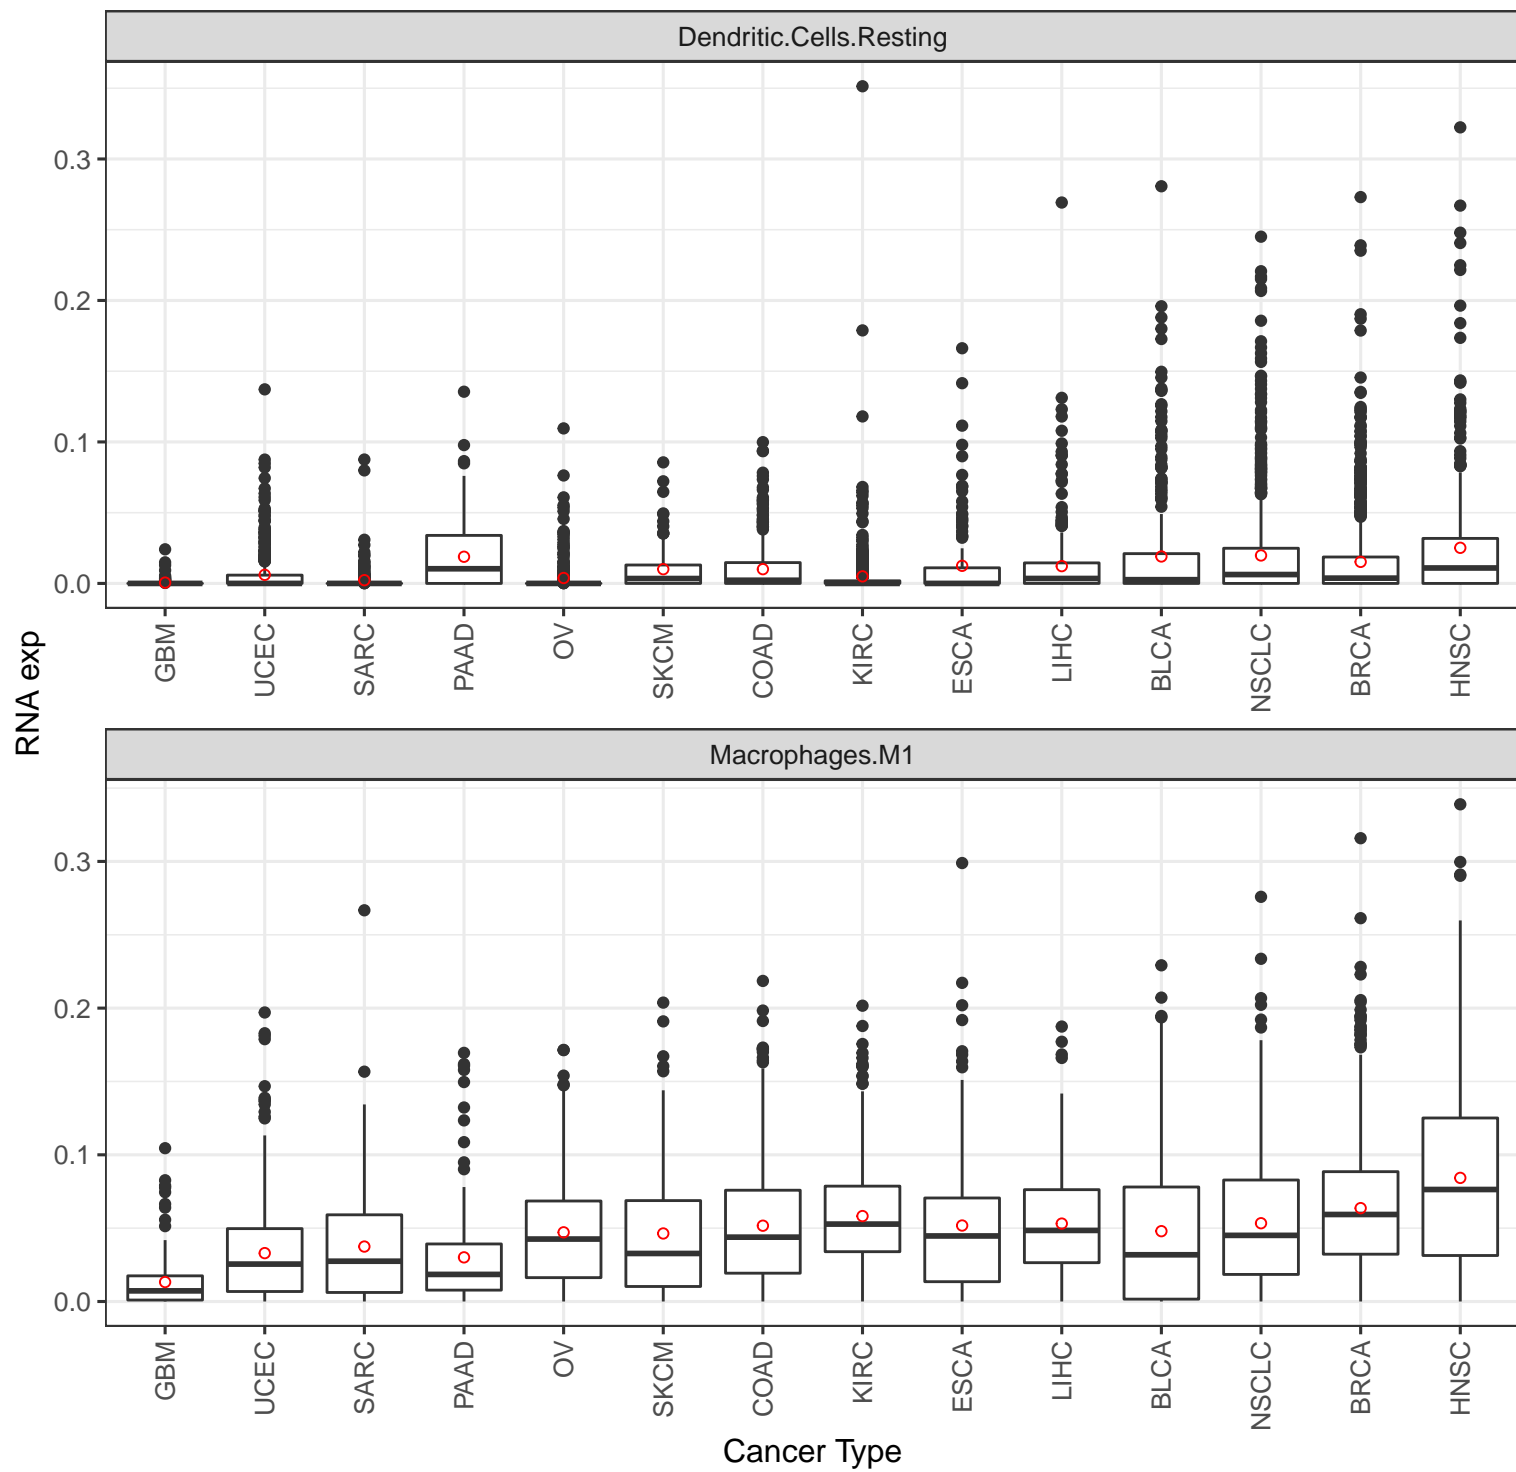 Dendritic.Cells.Resting
0.3
0.2
0.1
0.0
GBM UCEC SARC PAAD OV SKCM COAD KIRC ESCA LIHC BLCA NSCLC BRCA HNSC
RNA exp
Macrophages.M1
0.3
0.2
0.1
0.0
GBM UCEC SARC PAAD OV SKCM COAD KIRC ESCA LIHC BLCA NSCLC BRCA HNSC
Cancer Type